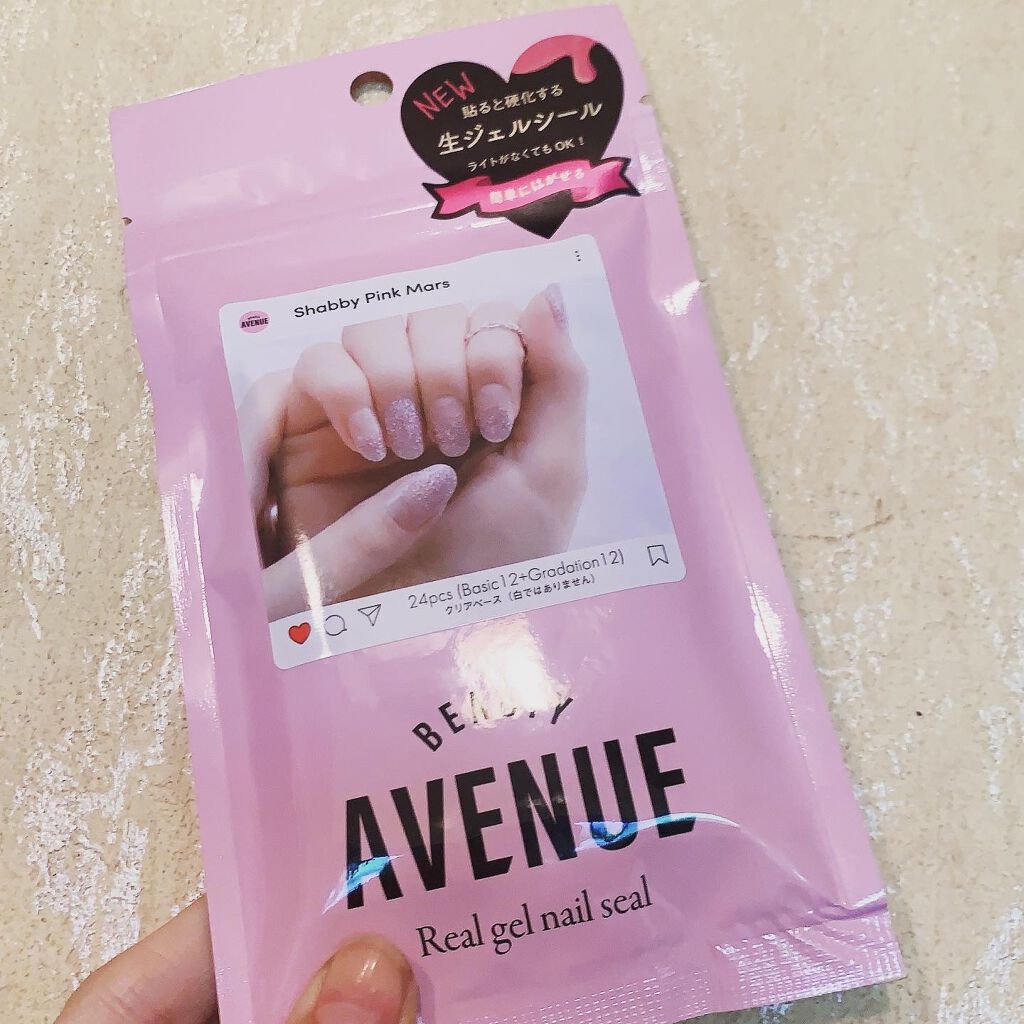 NEW
貼ると硬化する
生ジェルシール
ライトがなくてもOK！
簡単にはがせる
AVENUE
Shabby Pink Mars
24pcs (Basic12+Gradation12)
クリアベース（白ではありません）
BEAUTY
AVENUE
Real gel nail seal